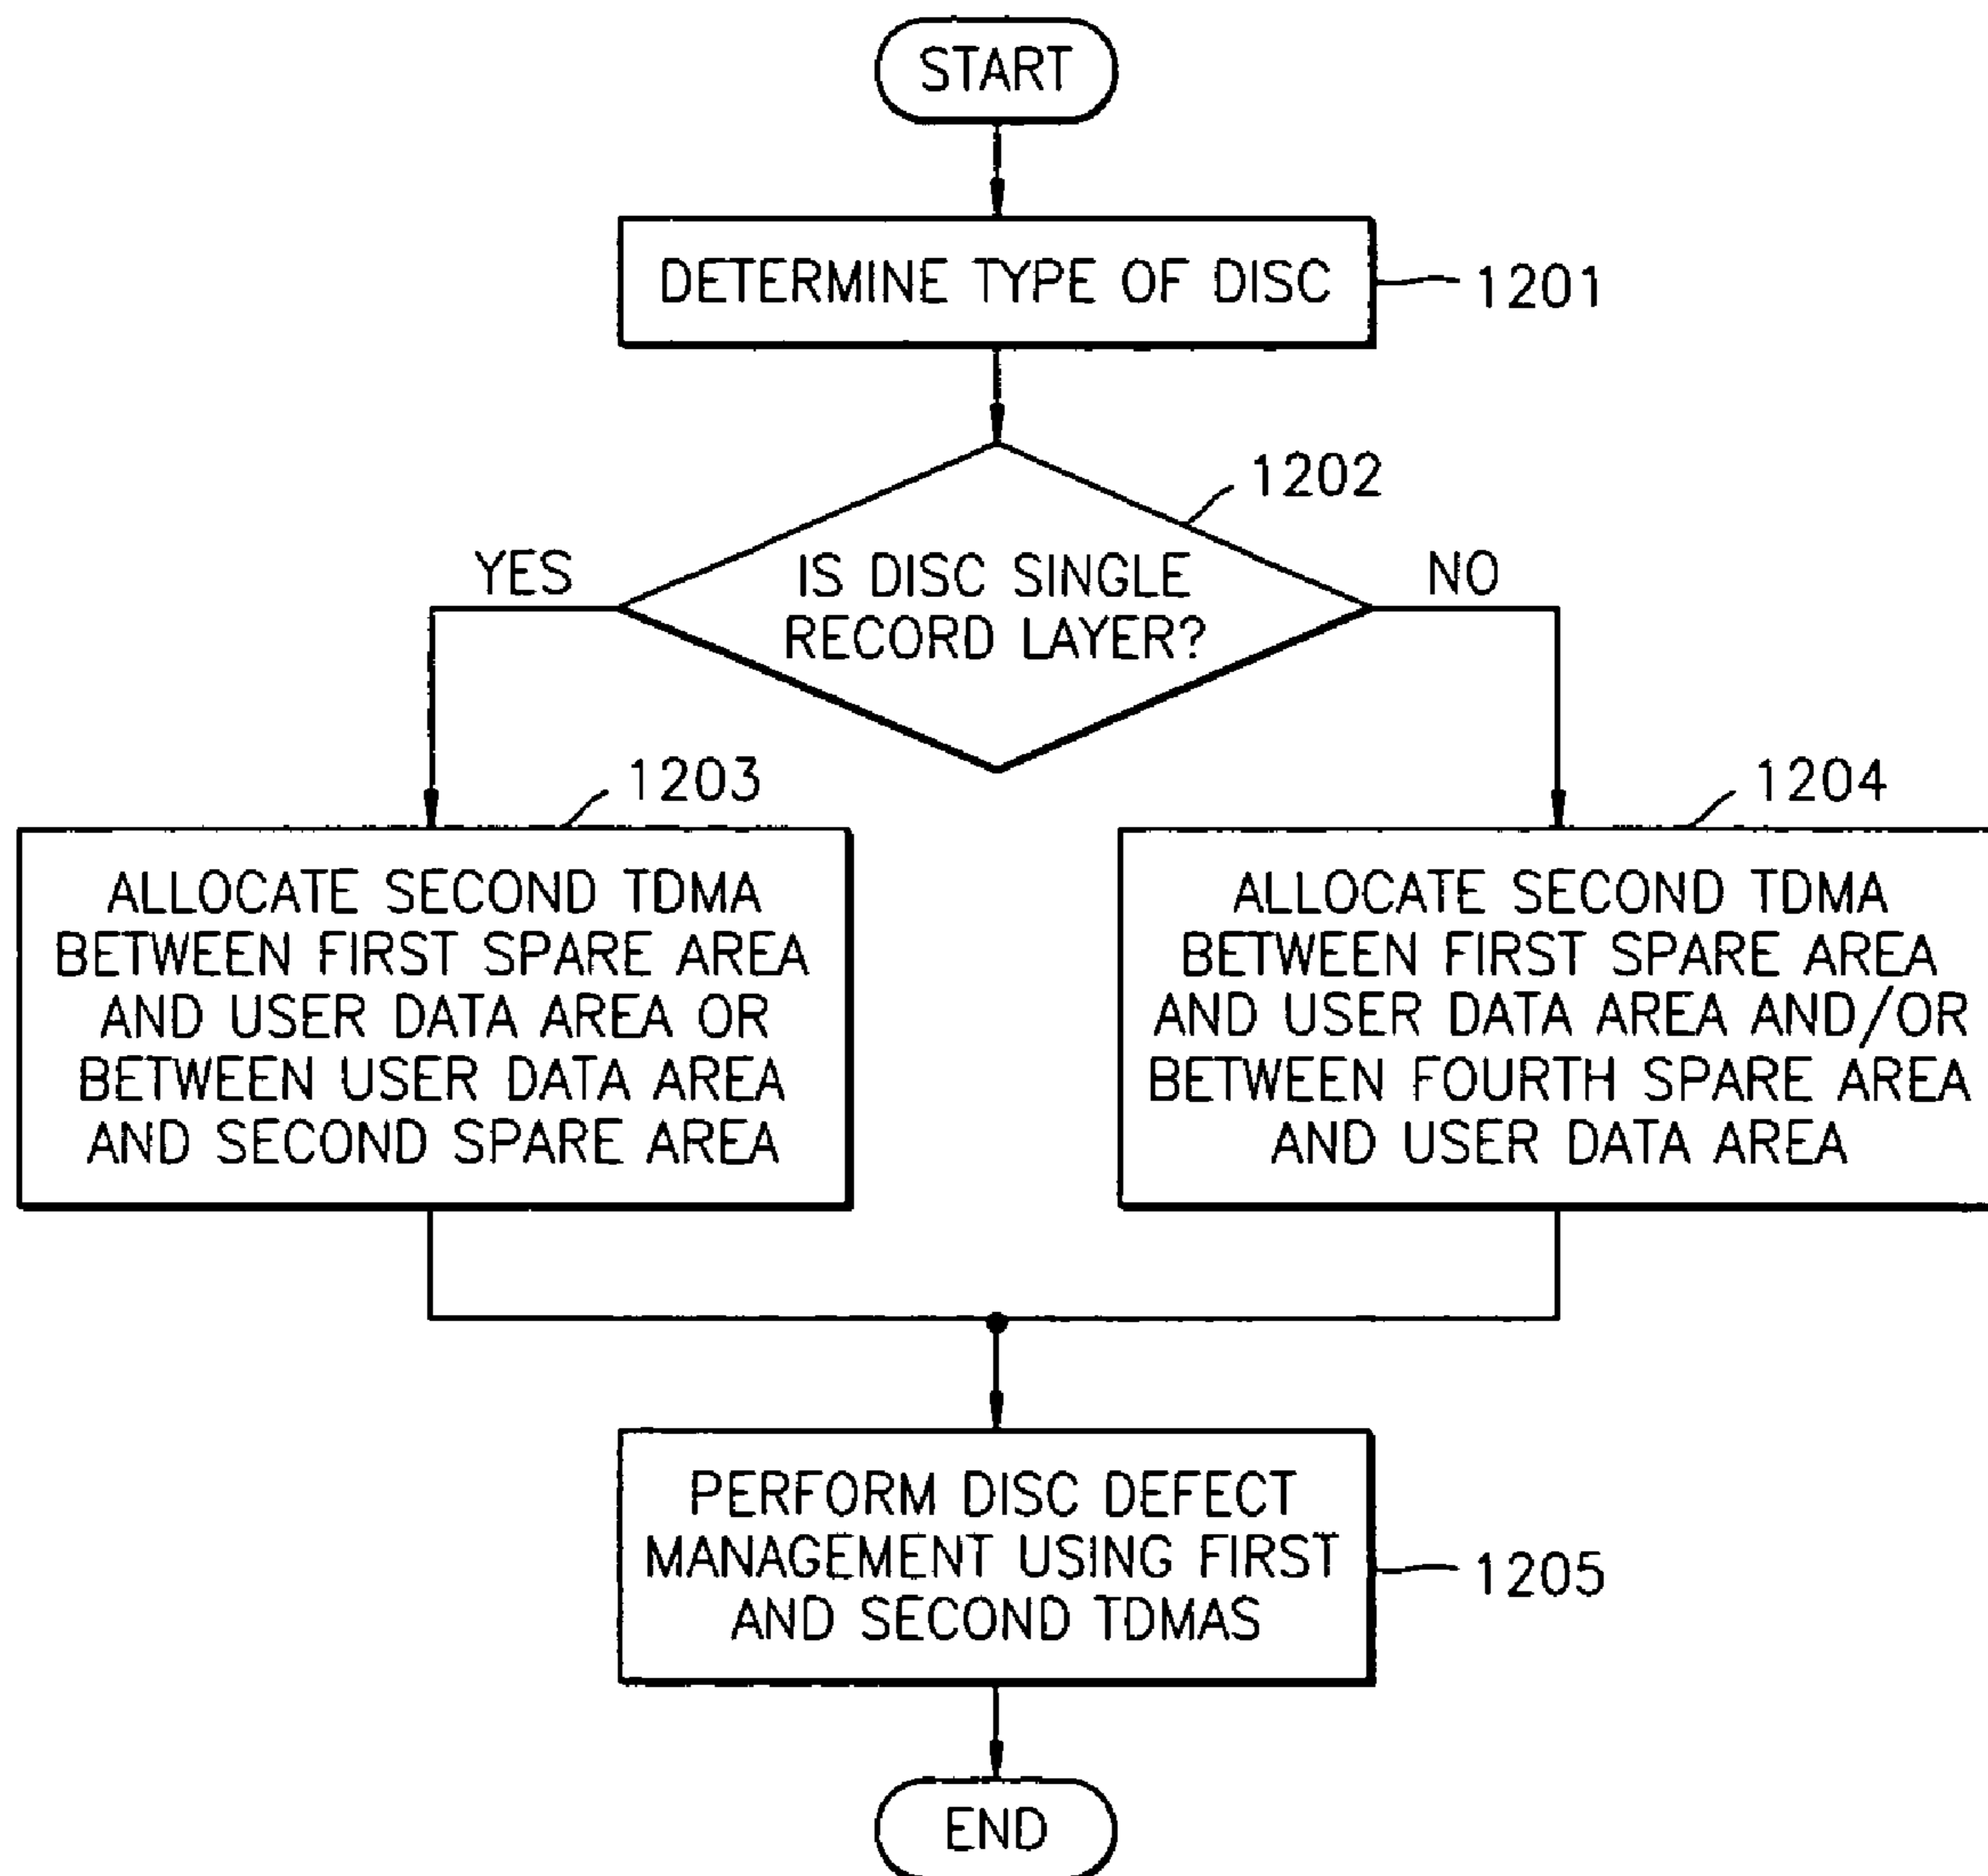 START
DETERMINE TYPE OF DISC
1201
1202
IS DISC SINGLE
RECORD LAYER?
YES
NO
1203
ALLOCATE SECOND TDMA
BETWEEN FIRST SPARE AREA
AND USER DATA AREA OR
BETWEEN USER DATA AREA
AND SECOND SPARE AREA
1204
ALLOCATE SECOND TDMA
BETWEEN FIRST SPARE AREA
AND USER DATA AREA AND/OR
BETWEEN FOURTH SPARE AREA
AND USER DATA AREA
PERFORM DISC DEFECT
MANAGEMENT USING FIRST
AND SECOND TDMAS
1205
END